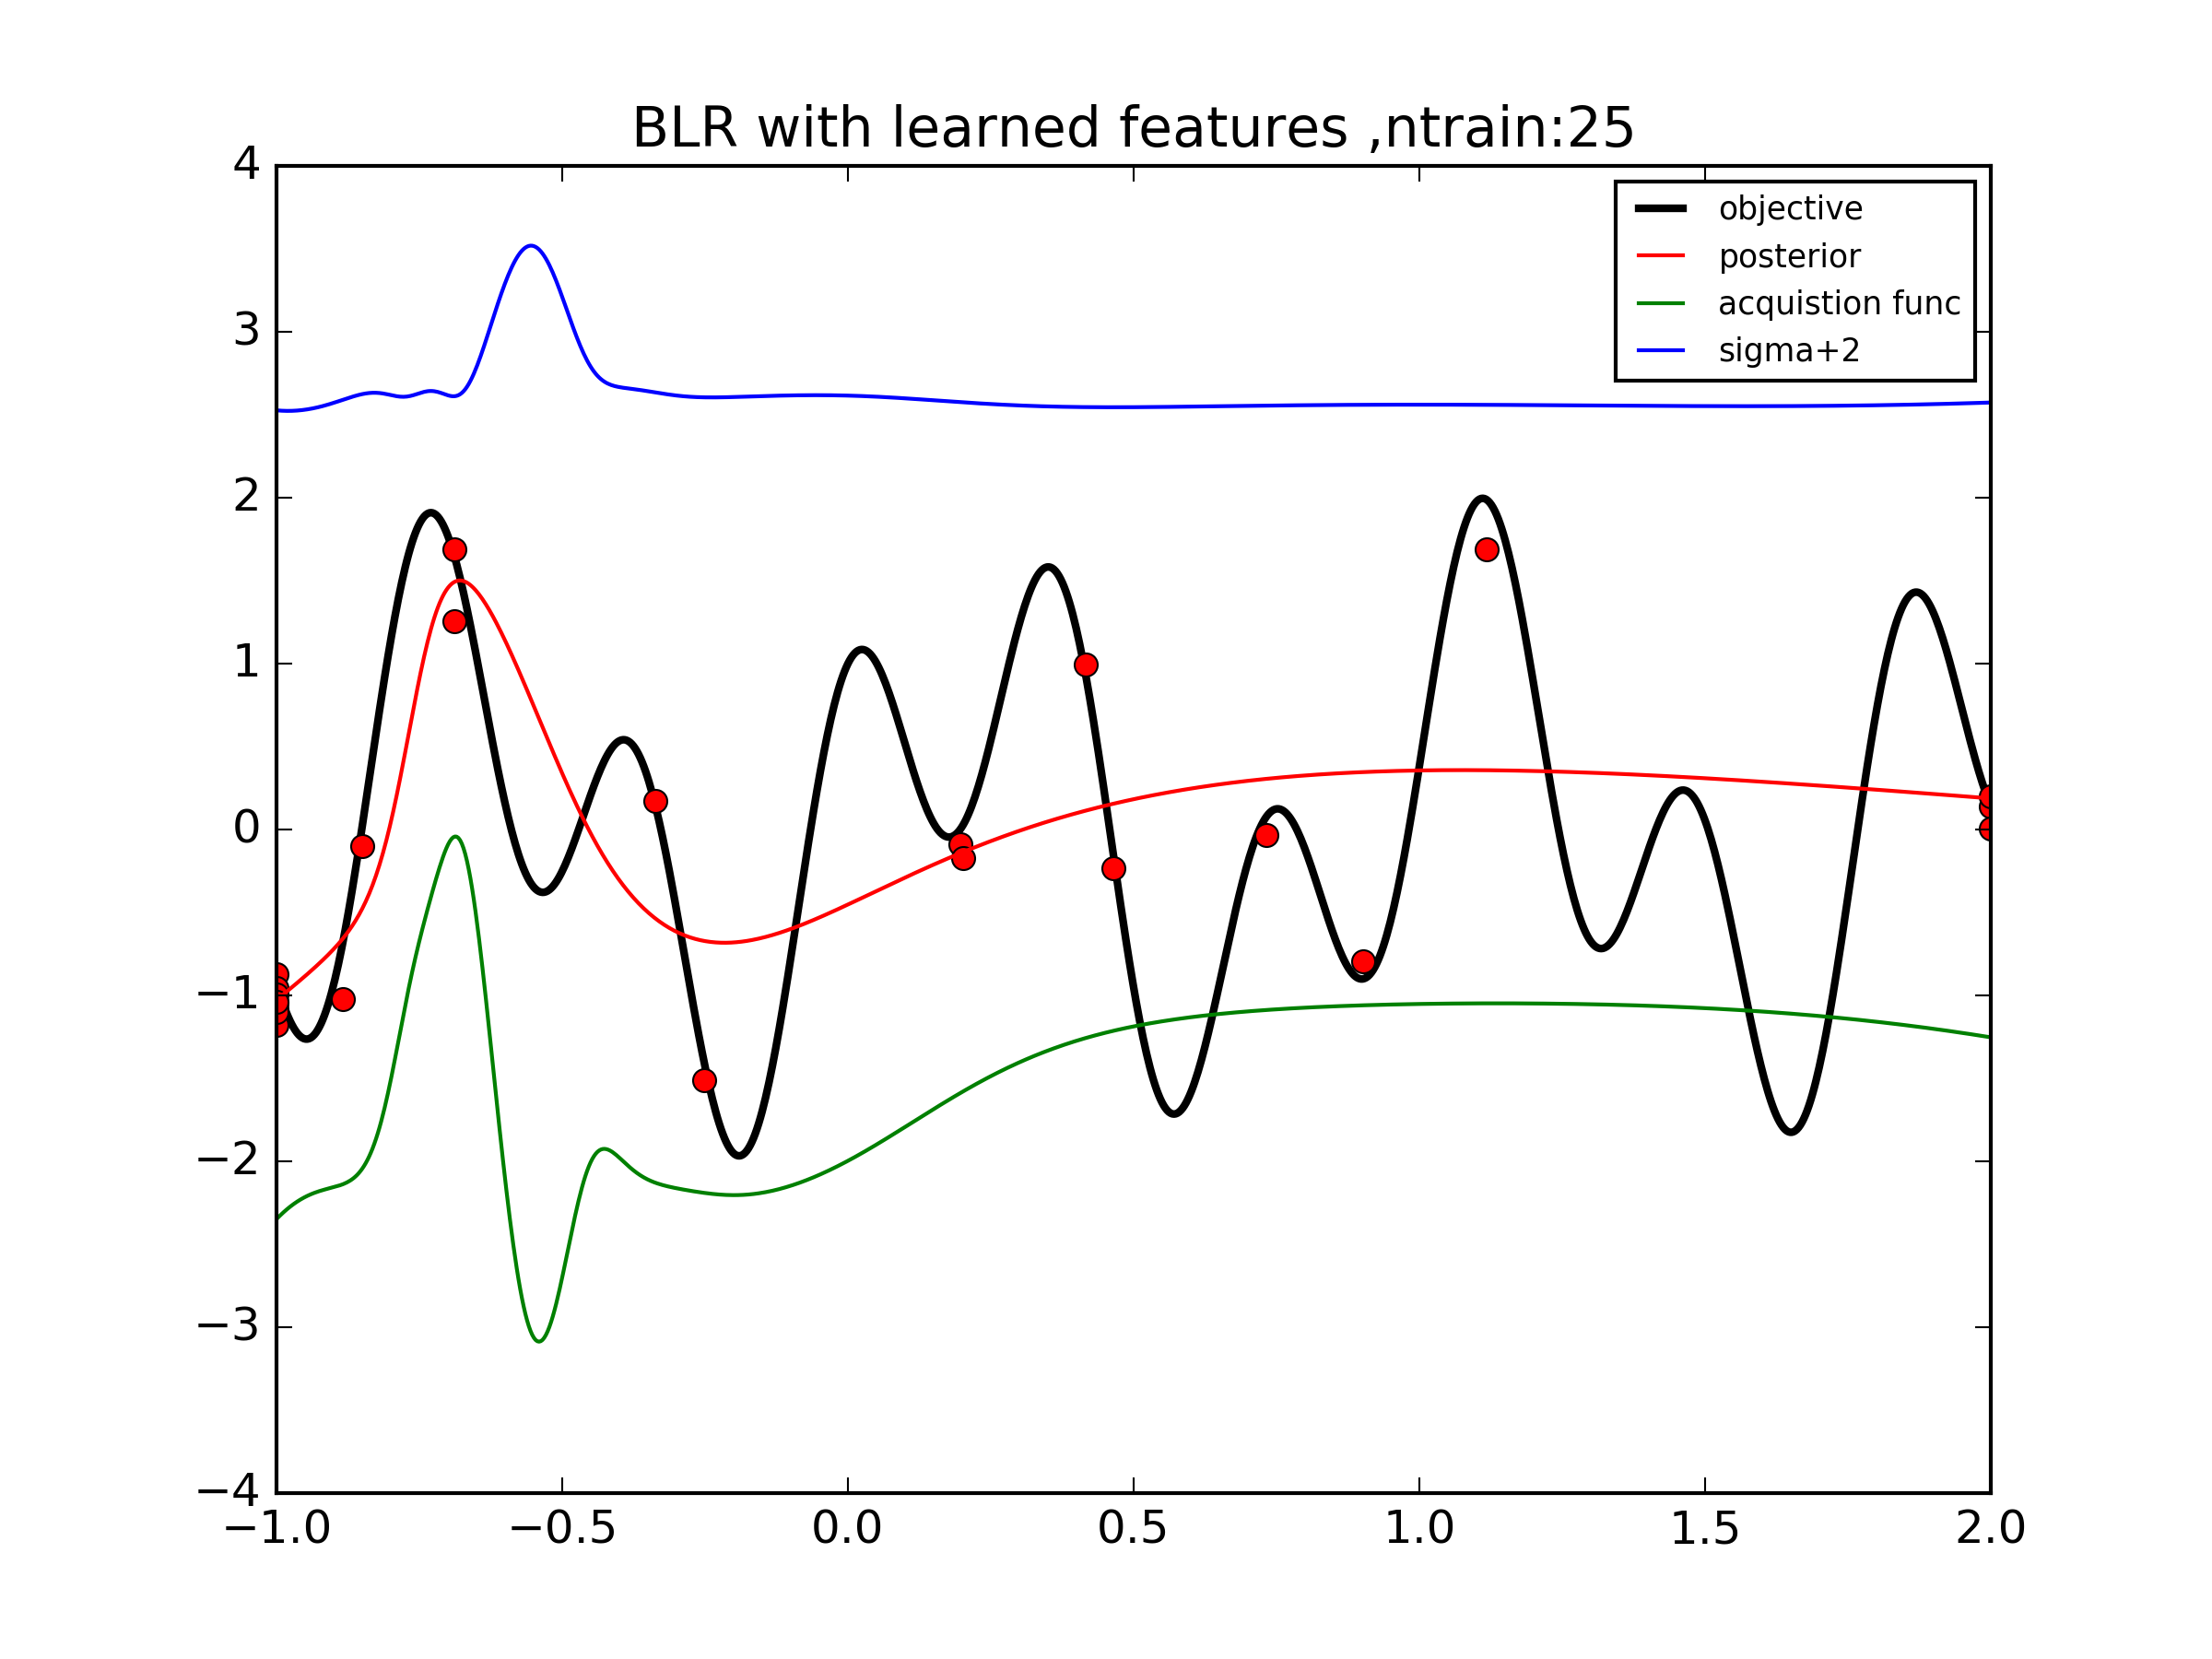 BLR with learned features ,ntrain:25
objective
posterior
acquistion func
sigma+2
4
3
2
1
0
−1
−2
−3
−4
−1.0 −0.5 0.0 0.5 1.0 1.5 2.0